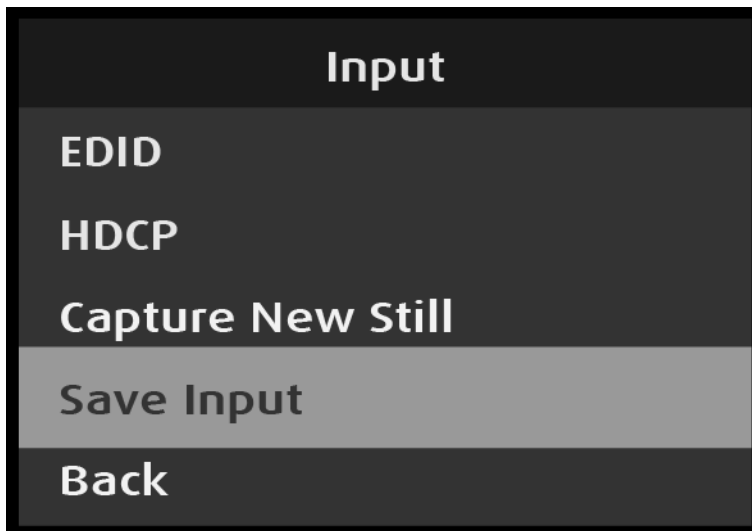 Input
EDID
HDCP
Capture New Still
Save Input
Back